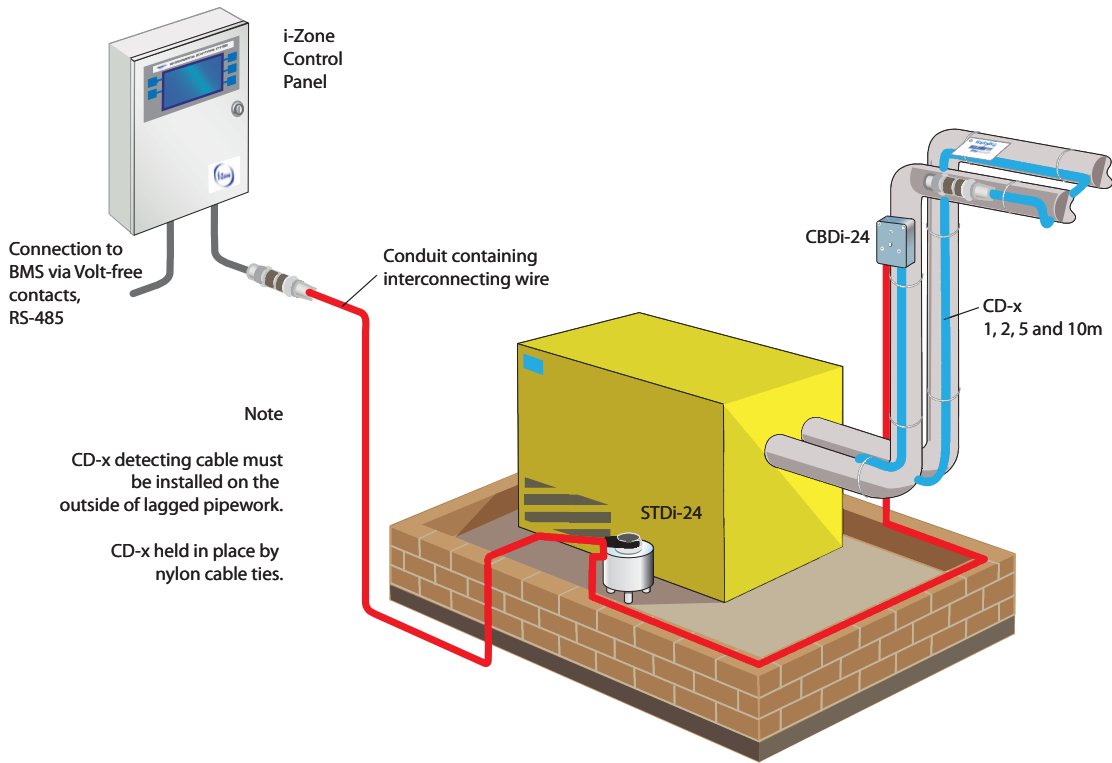 i-Zone
Control
Panel
Connection to
BMS via Volt-free
contacts,
RS-485
Conduit containing
interconnecting wire
CBDi-24
CD-x
1, 2, 5 and 10m
Note
CD-x detecting cable must
be installed on the
outside of lagged pipework.
CD-x held in place by
nylon cable ties.
STDi-24